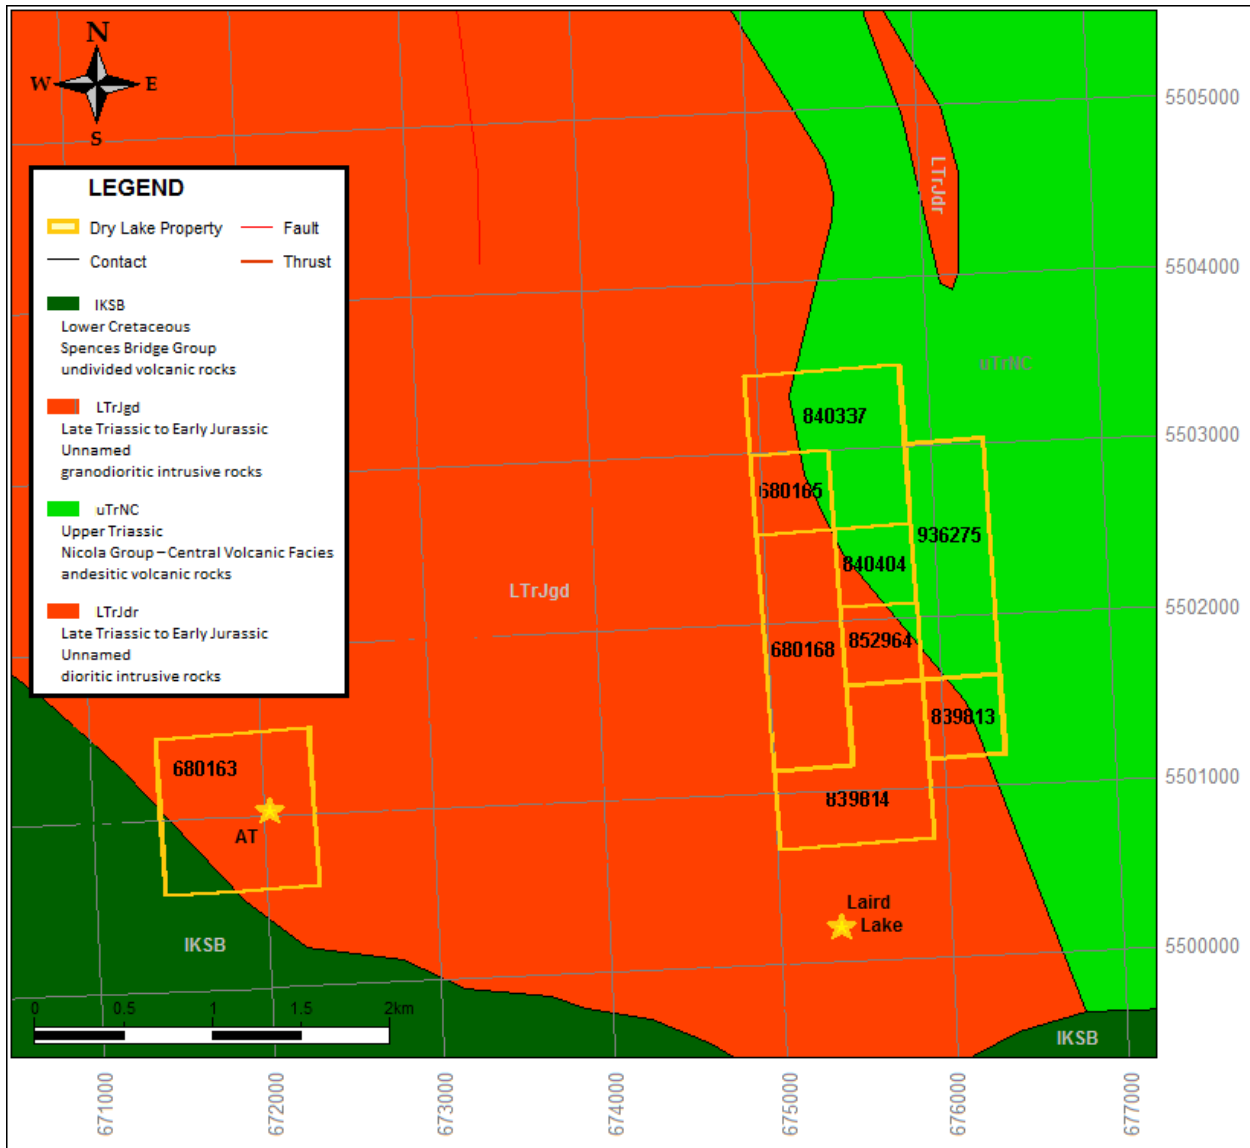 N
W E
S
5505000
LTrJdr
LEGEND
Dry Lake Property Fault
Contact Thrust
5504000
IKSB
Lower Cretaceous
Spences Bridge Group
undivided volcanic rocks
uTrNC
LTrJgd
Late Triassic to Early Jurassic
Unnamed
granodioritic intrusive rocks
840337
5503000
680165
uTrNC
Upper Triassic
Nicola Group – Central Volcanic Facies
andesitic volcanic rocks
936275
840404
LTrJgd
LTrJdr
Late Triassic to Early Jurassic
Unnamed
dioritic intrusive rocks
5502000
852964
680168
839813
680163
5501000
839814
AT
Laird
Lake
IKSB
5500000
0 0.5 1 1.5 2km
IKSB
671000
672000
673000
674000
675000
676000
677000